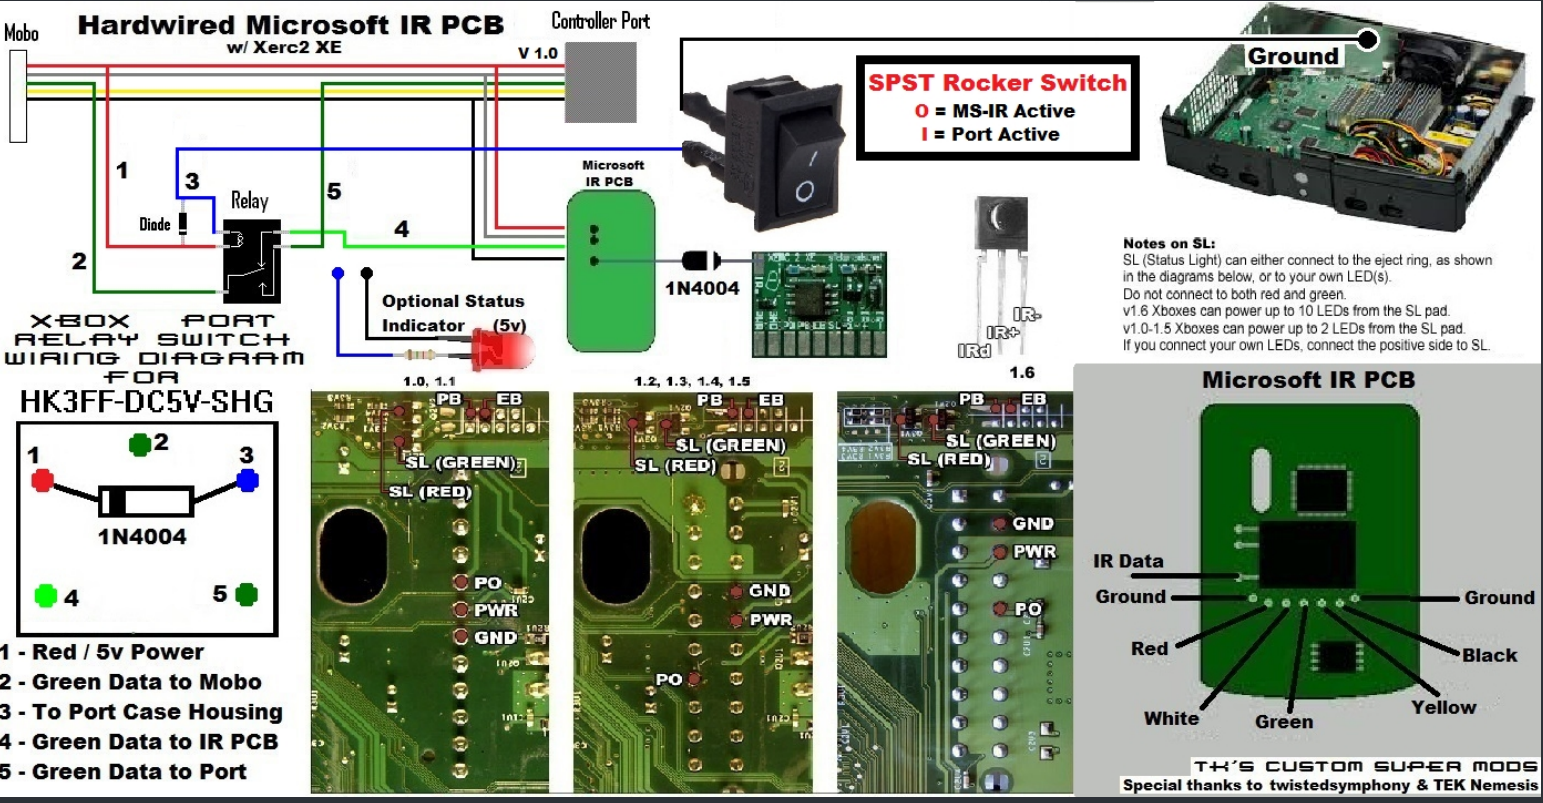 Mobo
Hardwired Microsoft IR PCB
w/ Xerc2 XE
V 1.0
Controller Port
SPST Rocker Switch
O = MS-IR Active
I = Port Active
Ground
1
3
5
2
4
Relay
Diode
Microsoft
IR PCB
1N4004
Optional Status
Indicator (5v)
IR-
IR+
IRd
Notes on SL:
SL (Status Light) can either connect to the eject ring, as shown
in the diagrams below, or to your own LED(s).
Do not connect to both red and green.
v1.6 Xboxes can power up to 10 LEDs from the SL pad.
v1.0-1.5 Xboxes can power up to 2 LEDs from the SL pad.
If you connect your own LEDs, connect the positive side to SL.
XBOX PORT
RELAY SWITCH
WIRING DIAGRAM
FOR
HK3FF-DC5V-SHG
1
2
3
1N4004
4
5
1 - Red / 5v Power
2 - Green Data to Mobo
3 - To Port Case Housing
4 - Green Data to IR PCB
5 - Green Data to Port
1.0, 1.1
PB EB
SL (GREEN)
SL (RED)
PO
PWR
GND
1.2, 1.3, 1.4, 1.5
PB EB
SL (GREEN)
SL (RED)
GND
PWR
PO
1.6
PB EB
SL (GREEN)
SL (RED)
GND
PWR
PO
Microsoft IR PCB
IR Data
Ground
Ground
Red
Black
White
Green
Yellow
TK'S CUSTOM SUPER MODS
Special thanks to twistedsymphony & TEK Nemesis